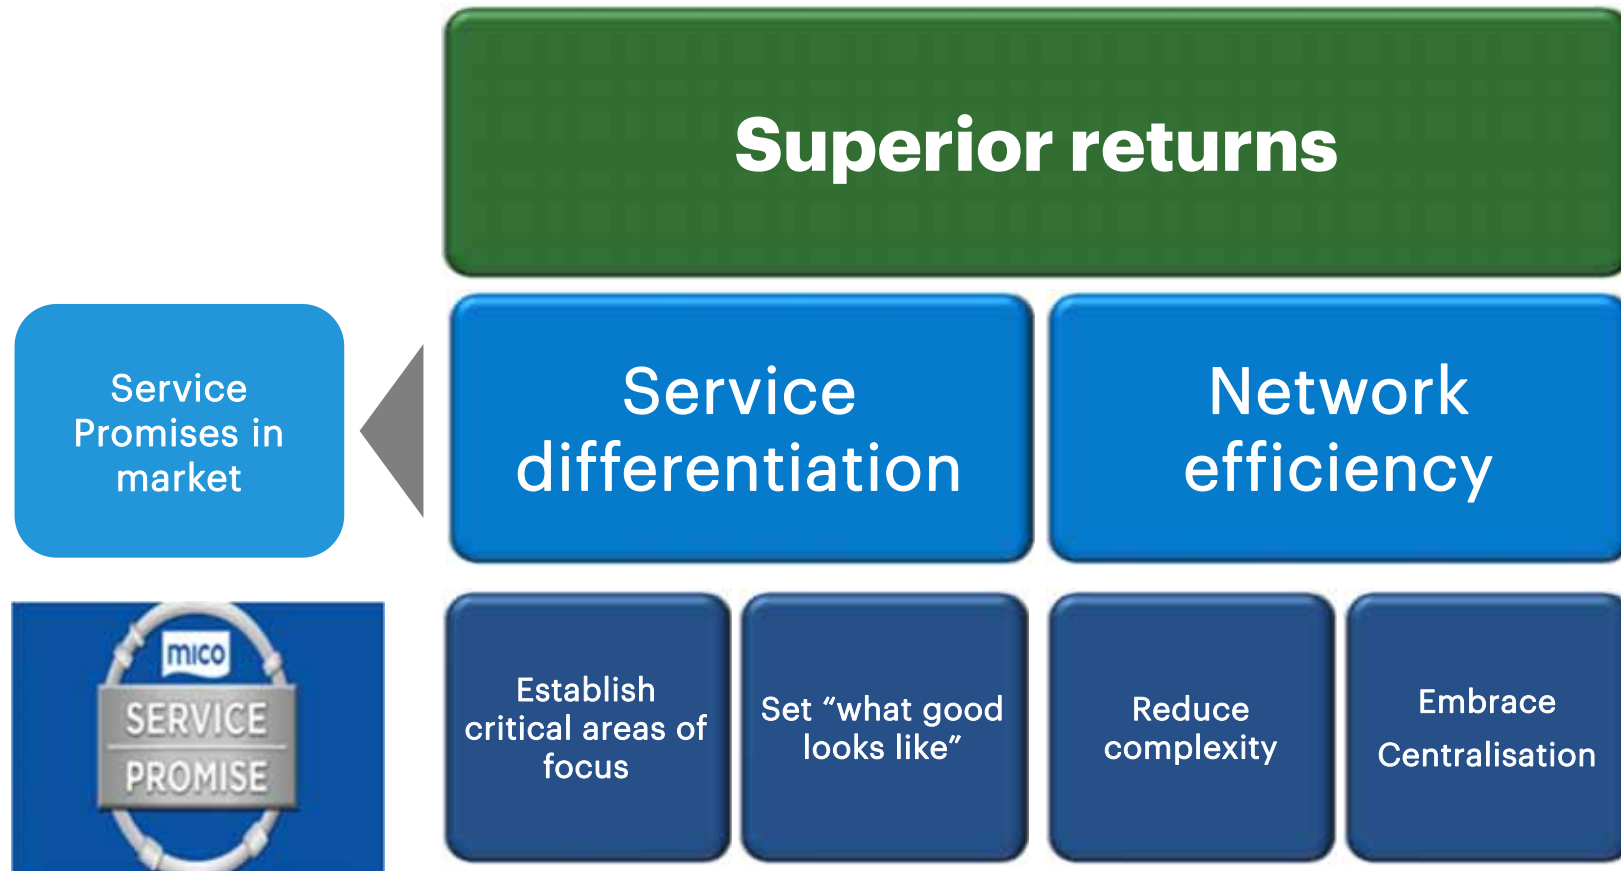 Superior returns
Service
Promises in
market
Service
differentiation
Network
efficiency
mico
SERVICE
PROMISE
Establish
critical areas of
focus
Set “what good
looks like”
Reduce
complexity
Embrace
Centralisation